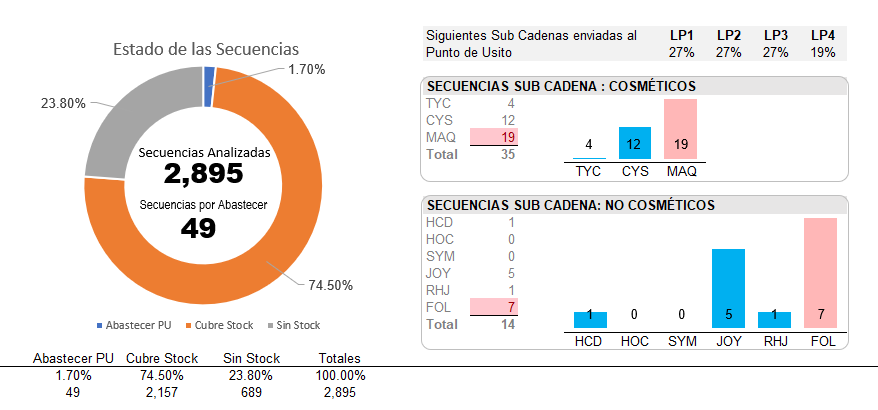 Estado de las Secuencias
1.70%
23.80%
Secuencias Analizadas
2,895
Secuencias por Abastecer
49
74.50%
Abastecer PU Cubre Stock Sin Stock
Abastecer PU Cubre Stock Sin Stock Totales
1.70% 74.50% 23.80% 100.00%
49 2,157 689 2,895
Siguientes Sub Cadenas enviadas al LP1 LP2 LP3 LP4
Punto de Usito 27% 27% 27% 19%
SECUENCIAS SUB CADENA : COSMÉTICOS
TYC 4
CYS 12
MAQ 19
Total 35
4 12 19
TYC CYS MAQ
SECUENCIAS SUB CADENA: NO COSMÉTICOS
HCD 1
HOC 0
SYM 0
JOY 5
RHJ 1
FOL 7
Total 14
1 0 0 5 1 7
HCD HOC SYM JOY RHJ FOL